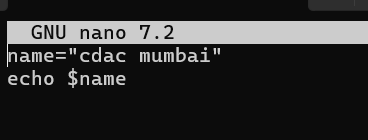 GNU nano 7.2
name="cdac mumbai"
echo $name